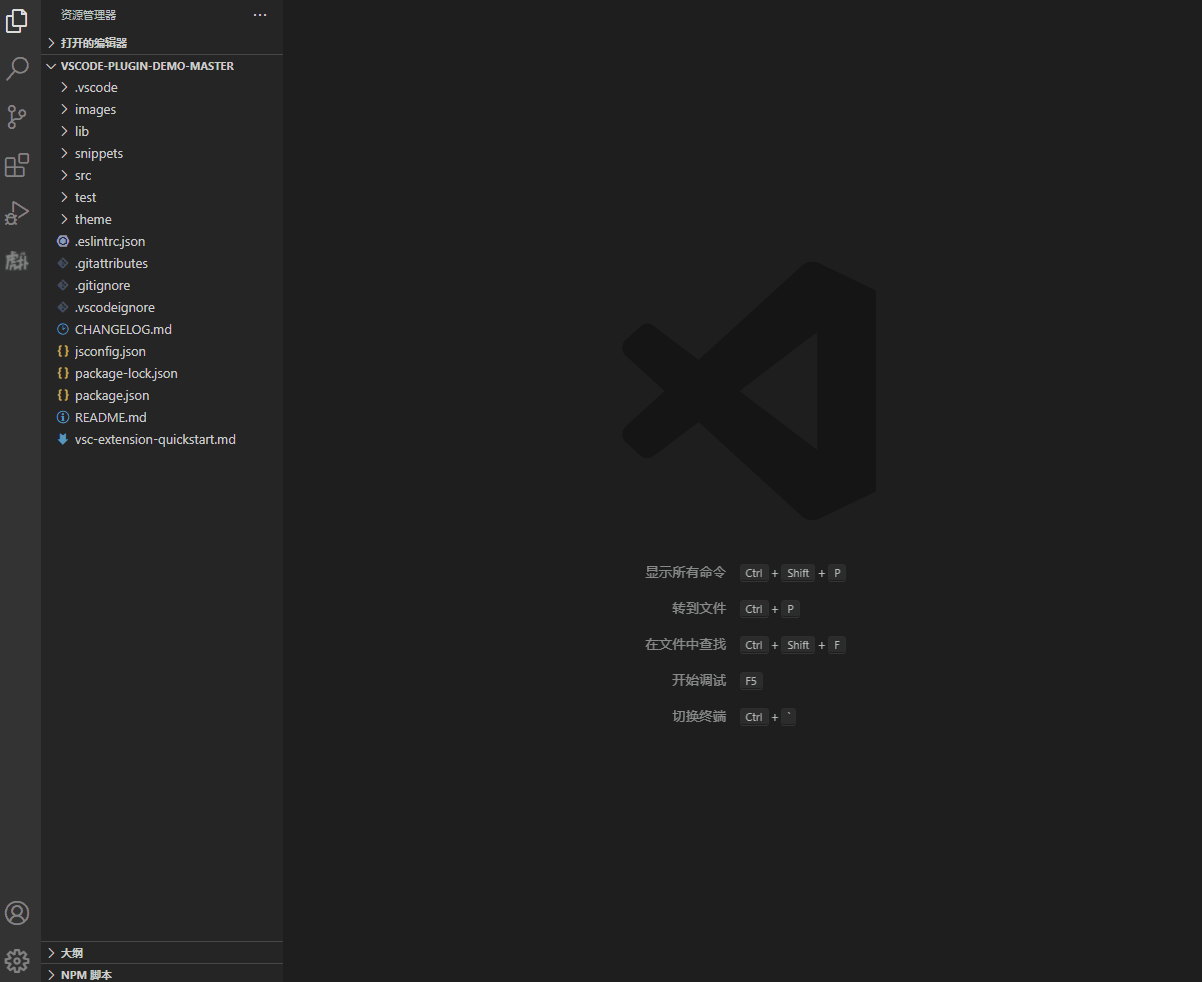 资源管理器
打开的编辑器
VSCODE-PLUGIN-DEMO-MASTER
.vscode
images
lib
snippets
src
test
theme
.eslintrc.json
.gitattributes
.gitignore
.vscodeignore
CHANGELOG.md
jsconfig.json
package-lock.json
package.json
README.md
vsc-extension-quickstart.md
显示所有命令 Ctrl + Shift + P
转到文件 Ctrl + P
在文件中查找 Ctrl + Shift + F
开始调试 F5
切换终端 Ctrl + `
大纲
NPM 脚本